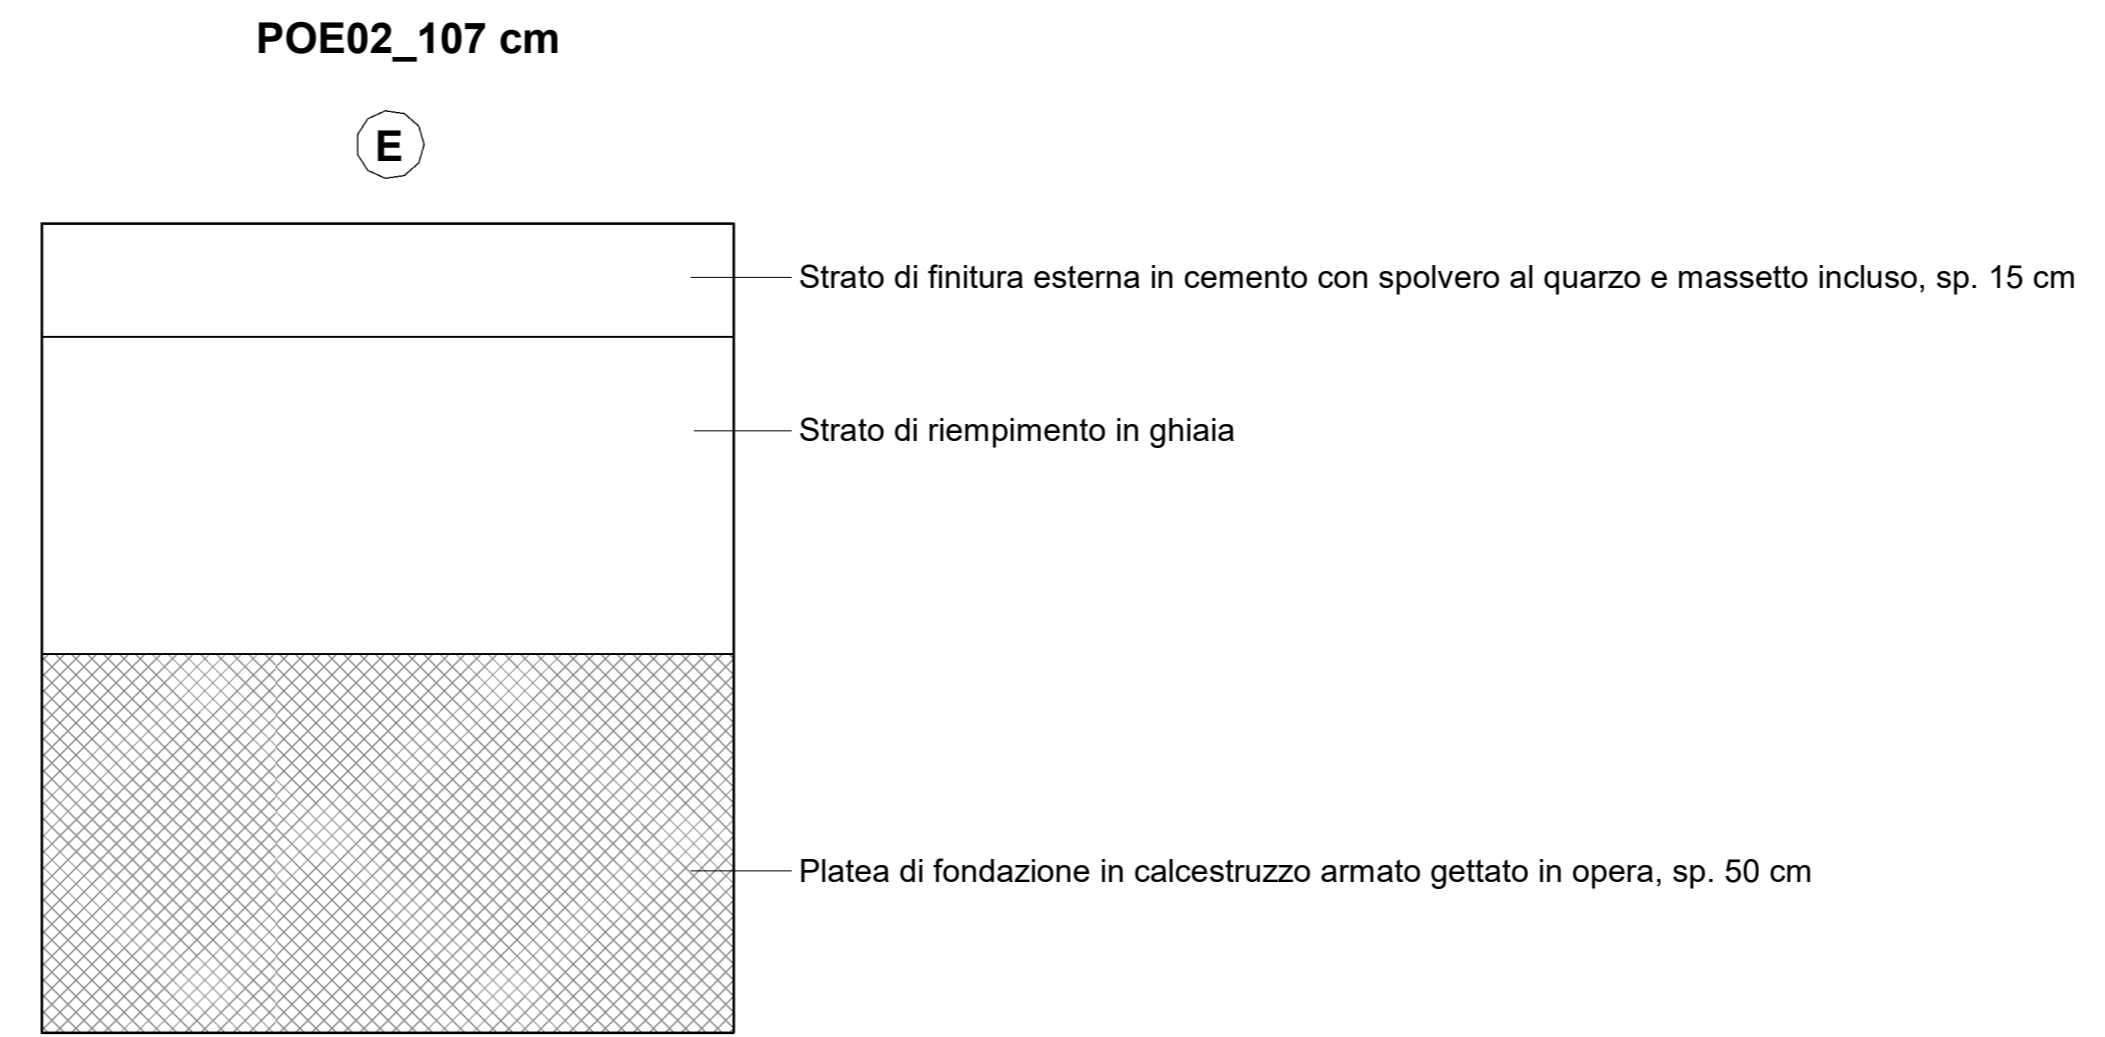 POE02_107 cm
E
Strato di finitura esterna in cemento con spolvero al quarzo e massetto incluso, sp. 15 cm
Strato di riempimento in ghiaia
Platea di fondazione in calcestruzzo armato gettato in opera, sp. 50 cm